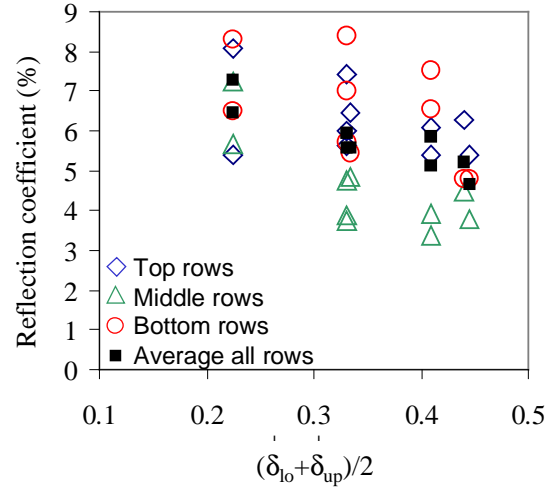 Reflection coefficient (%)
9
8
7
6
5
4
3
2
1
0
Top rows
Middle rows
Bottom rows
Average all rows
0.1 0.2 0.3 0.4 0.5
(δlo+δup)/2